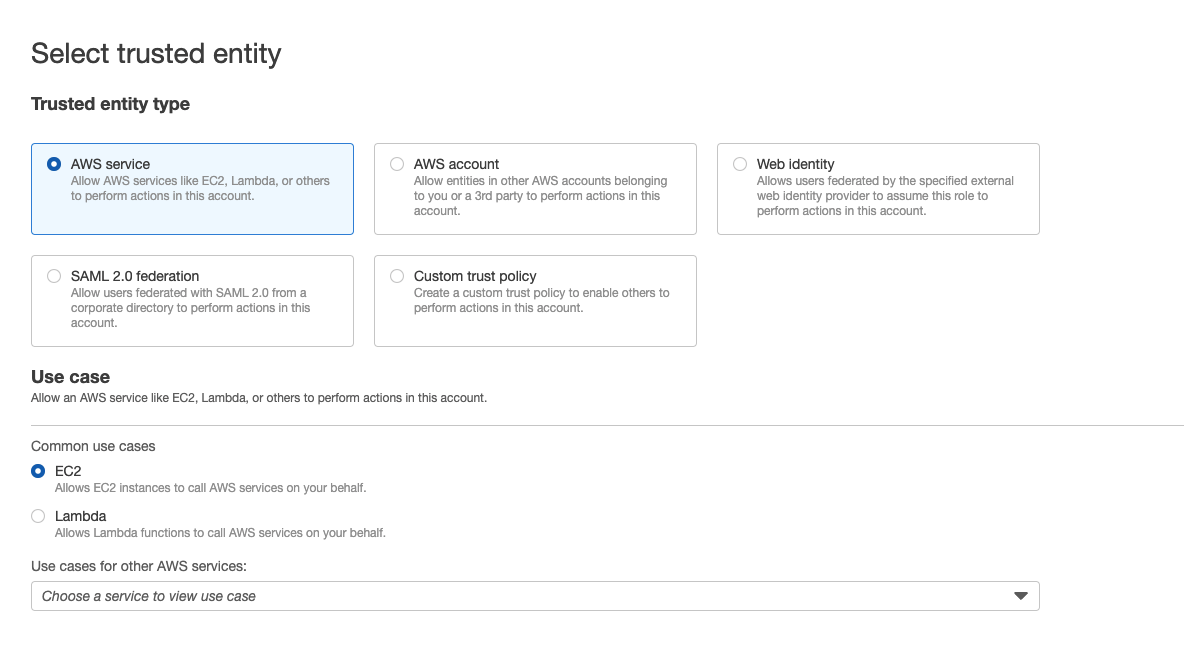 Select trusted entity
Trusted entity type
AWS service
Allow AWS services like EC2, Lambda, or others
to perform actions in this account.
AWS account
Allow entities in other AWS accounts belonging
to you or a 3rd party to perform actions in this
account.
Web identity
Allows users federated by the specified external
web identity provider to assume this role to
perform actions in this account.
SAML 2.0 federation
Allow users federated with SAML 2.0 from a
corporate directory to perform actions in this
account.
Custom trust policy
Create a custom trust policy to enable others to
perform actions in this account.
Use case
Allow an AWS service like EC2, Lambda, or others to perform actions in this account.
Common use cases
EC2
Allows EC2 instances to call AWS services on your behalf.
Lambda
Allows Lambda functions to call AWS services on your behalf.
Use cases for other AWS services:
Choose a service to view use case